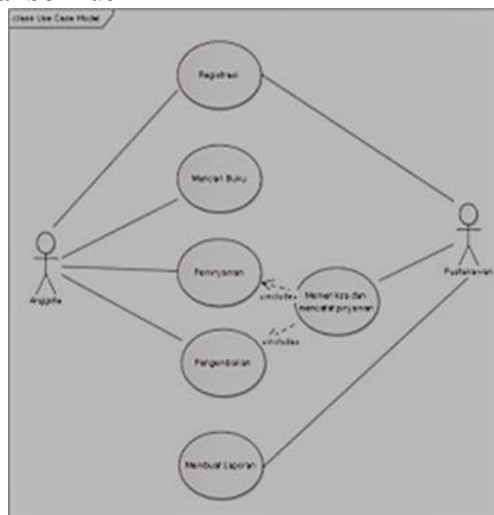 class Use Case Model
Registrasi
Mencari Buku
Anggota
Pustakawan
Peminjaman
Memeriksa dan
mencatat pinjaman
«include»
«include»
Pengembalian
Membuat Laporan